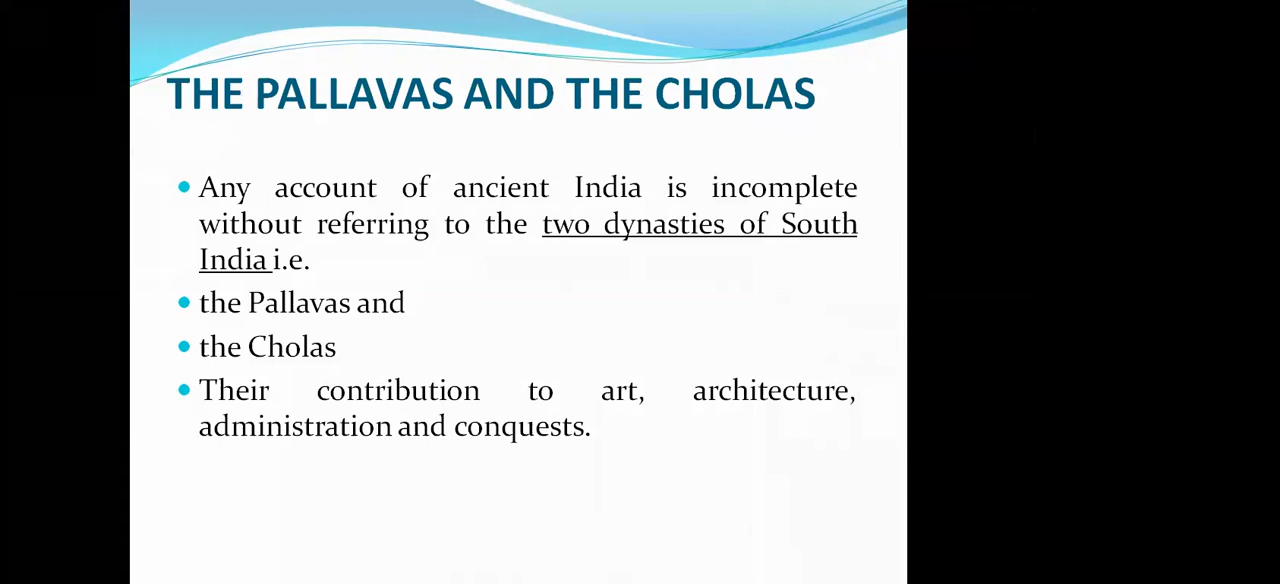 THE PALLAVAS AND THE CHOLAS
• Any account of ancient India is incomplete
without referring to the two dynasties of South
India i.e.
• the Pallavas and
• the Cholas
• Their contribution to art, architecture,
administration and conquests.